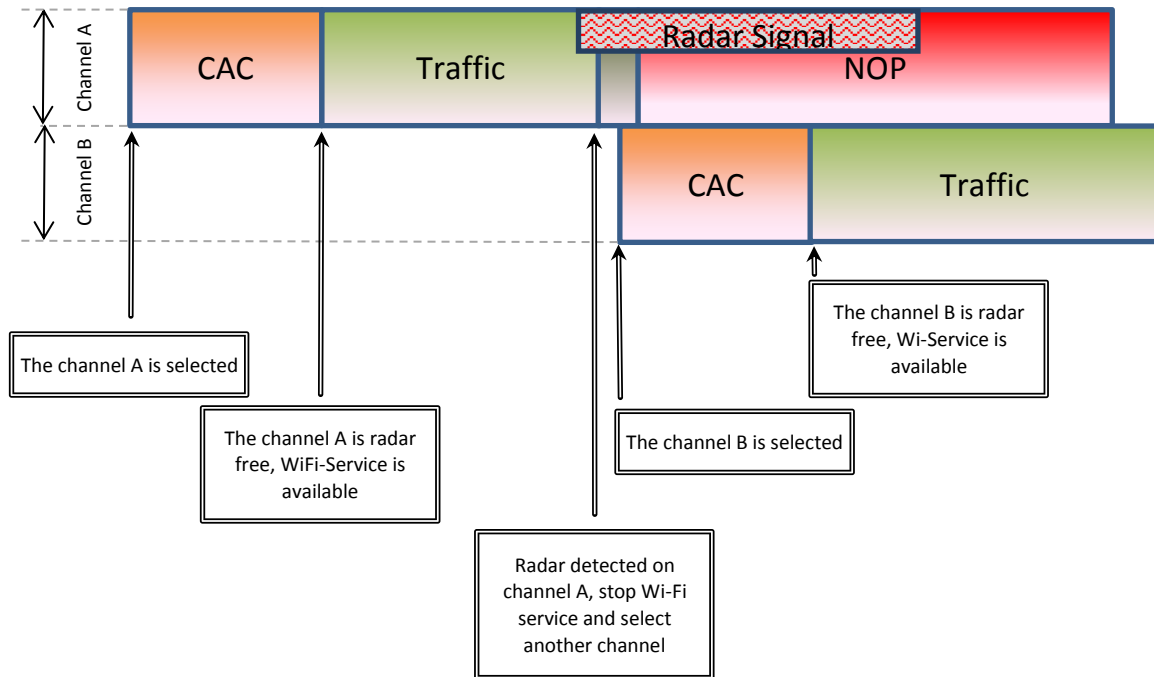 Channel A
CAC
Traffic
Radar Signal
NOP
Channel B
CAC
Traffic
The channel A is selected
The channel A is radar
free, WiFi-Service is
available
Radar detected on
channel A, stop Wi-Fi
service and select
another channel
The channel B is selected
The channel B is radar
free, Wi-Service is
available